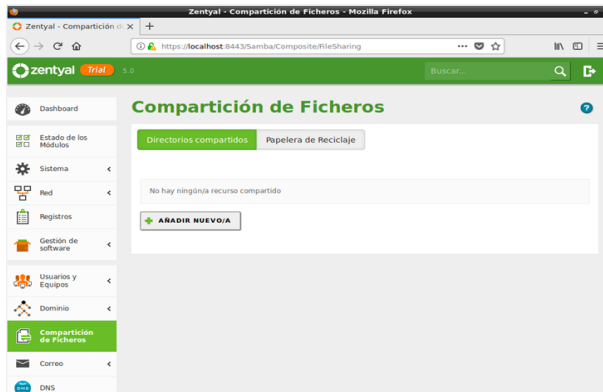 Zentyal - Compartición de Ficheros - Mozilla Firefox
Zentyal - Compartición de
https://localhost:8443/Samba/Composite/FileSharing
zentyal Trial 5.0
Buscar...
Dashboard
Estado de los
Módulos
Sistema
Red
Registros
Gestión de
software
Usuarios y
Equipos
Dominio
Compartición
de Ficheros
Correo
DNS
Compartición de Ficheros
Directorios compartidos
Papelera de Reciclaje
No hay ningún/a recurso compartido
AÑADIR NUEVO/A